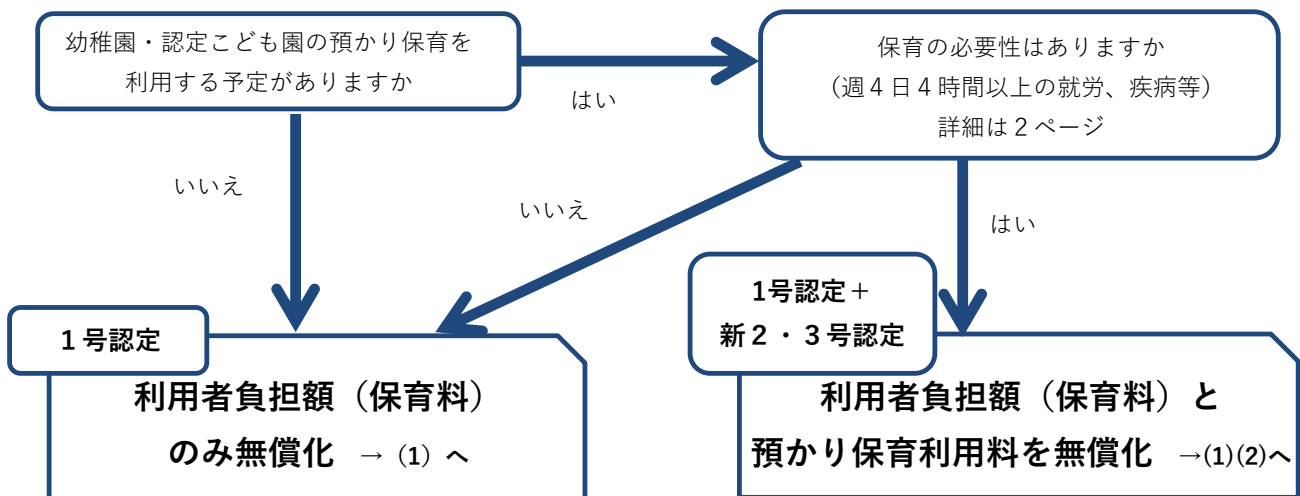 幼稚園・認定こども園の預かり保育を
利用する予定がありますか
保育の必要性はありますか
（週４日４時間以上の就労、疾病等）
詳細は２ページ
はい
いいえ
いいえ
はい
１号認定
利用者負担額（保育料）
のみ無償化 → (1) へ
1号認定＋
新２・３号認定
利用者負担額（保育料）と
預かり保育利用料を無償化 →(1)(2)へ